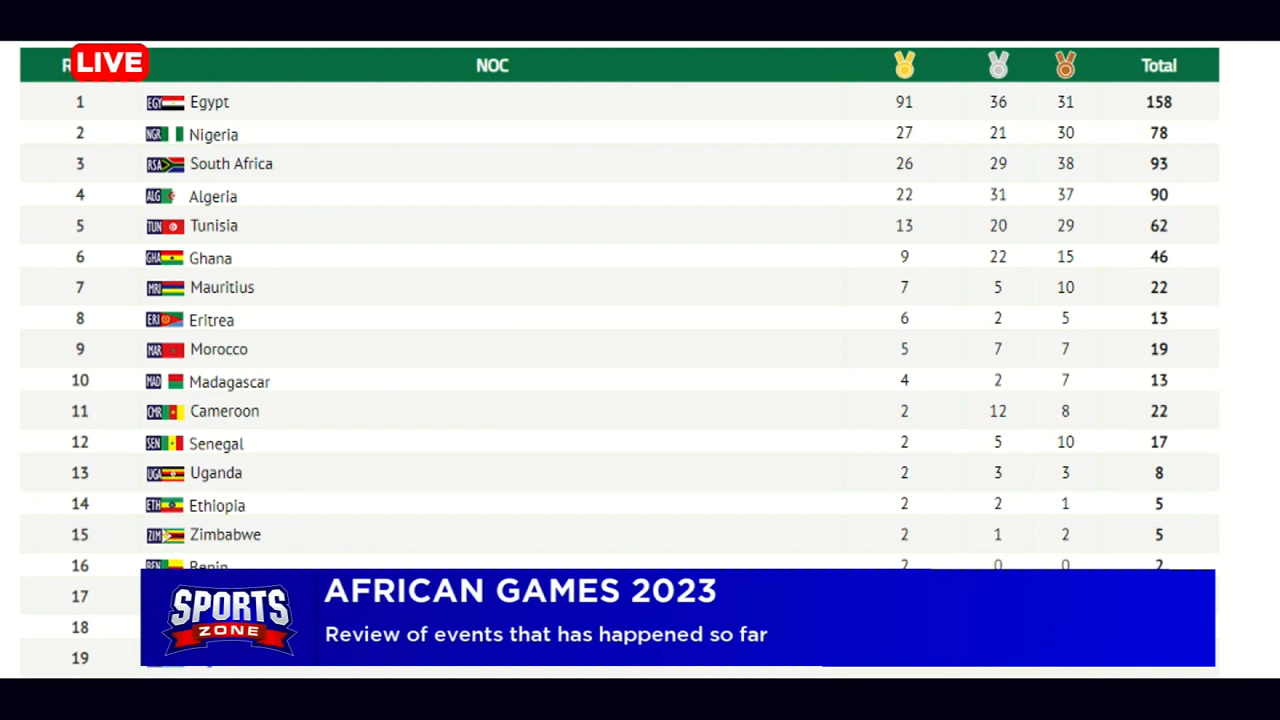 LIVE
R NOC Total
1 EGY Egypt 91 36 31 158
2 NGR Nigeria 27 21 30 78
3 RSA South Africa 26 29 38 93
4 ALG Algeria 22 31 37 90
5 TUN Tunisia 13 20 29 62
6 GHA Ghana 9 22 15 46
7 MRI Mauritius 7 5 10 22
8 ERI Eritrea 6 2 5 13
9 MAR Morocco 5 7 7 19
10 MAD Madagascar 4 2 7 13
11 CMR Cameroon 2 12 8 22
12 SEN Senegal 2 5 10 17
13 UGA Uganda 2 3 3 8
14 ETH Ethiopia 2 2 1 5
15 ZIM Zimbabwe 2 1 2 5
16 BEN Benin 2 0 0 2
17
18
19
SPORTS
ZONE
AFRICAN GAMES 2023
Review of events that has happened so far